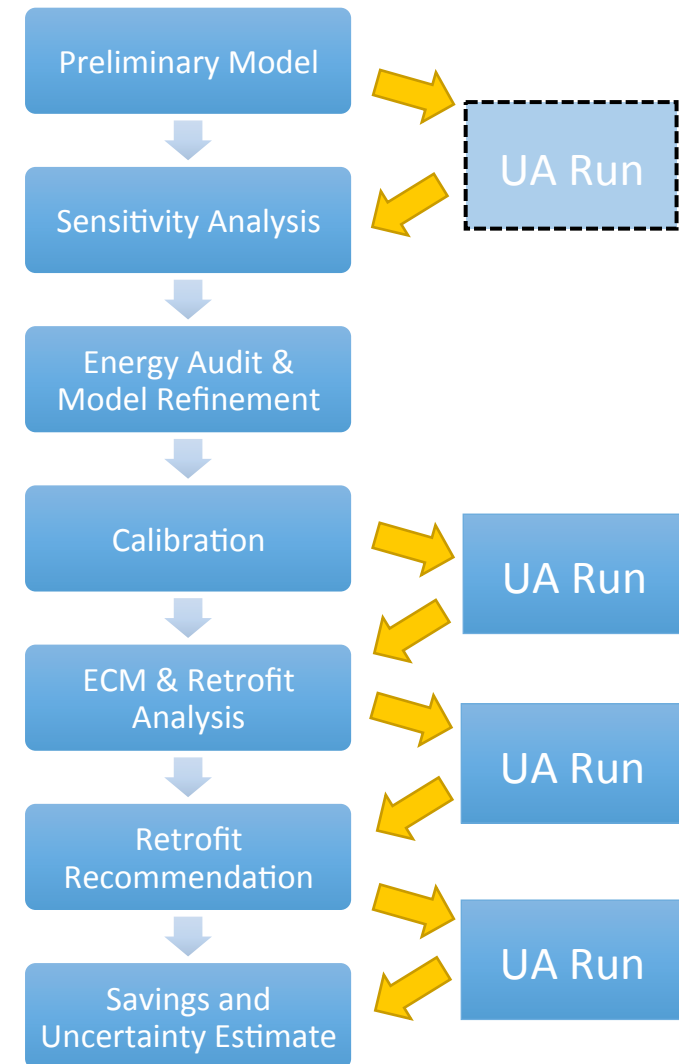 Preliminary Model
UA Run
Sensitivity Analysis
Energy Audit &
Model Refinement
Calibration
UA Run
ECM & Retrofit
Analysis
UA Run
Retrofit
Recommendation
UA Run
Savings and
Uncertainty Estimate